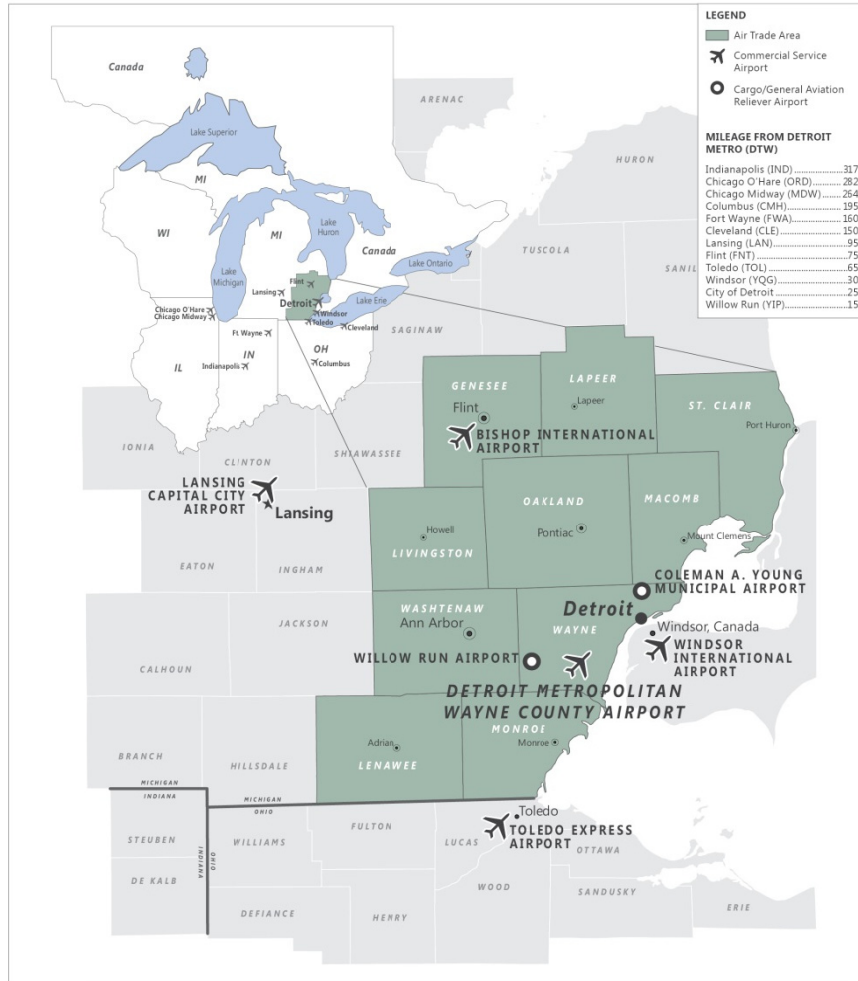 LEGEND
Air Trade Area
Commercial Service
Airport
Cargo/General Aviation
Reliever Airport
MILEAGE FROM DETROIT
METRO (DTW)
Indianapolis (IND)..............317
Chicago O'Hare (ORD)........282
Chicago Midway (MDW)......264
Columbus (CMH)...............195
Fort Wayne (FWA)..............160
Cleveland (CLE)..................150
Lansing (LAN)......................95
Flint (FNT)...........................75
Toledo (TOL)........................65
Windsor (YQG).....................30
City of Detroit......................25
Willow Run (YIP)..................15
Canada
Lake Superior
MI
WI
MI
Lake
Huron
Canada
Lake Ontario
Lake
Michigan
Flint
Lansing
Detroit
Lake Erie
Windsor
Toledo
Cleveland
Chicago O'Hare
Chicago Midway
Ft Wayne
IL
IN
OH
Indianapolis
Columbus
ARENAC
HURON
TUSCOLA
SANIL
SAGINAW
GENESEE
LAPEER
ST. CLAIR
Flint
Lapeer
Port Huron
BISHOP INTERNATIONAL
AIRPORT
IONIA
CLINTON
SHIAWASSEE
LANSING
CAPITAL CITY
AIRPORT
Lansing
OAKLAND
MACOMB
Howell
Pontiac
Mount Clemens
LIVINGSTON
EATON
INGHAM
COLEMAN A. YOUNG
MUNICIPAL AIRPORT
WASHTENAW
Detroit
JACKSON
Ann Arbor
WAYNE
Windsor, Canada
WINDSOR
INTERNATIONAL
AIRPORT
CALHOUN
WILLOW RUN AIRPORT
DETROIT METROPOLITAN
WAYNE COUNTY AIRPORT
MONROE
Adrian
Monroe
BRANCH
HILLSDALE
LENAWEE
MICHIGAN
INDIANA
MICHIGAN
OHIO
Toledo
TOLEDO EXPRESS
AIRPORT
STEUBEN
WILLIAMS
FULTON
LUCAS
OTTAWA
INDIANA
OHIO
DE KALB
WOOD
SANDUSKY
DEFIANCE
HENRY
ERIE